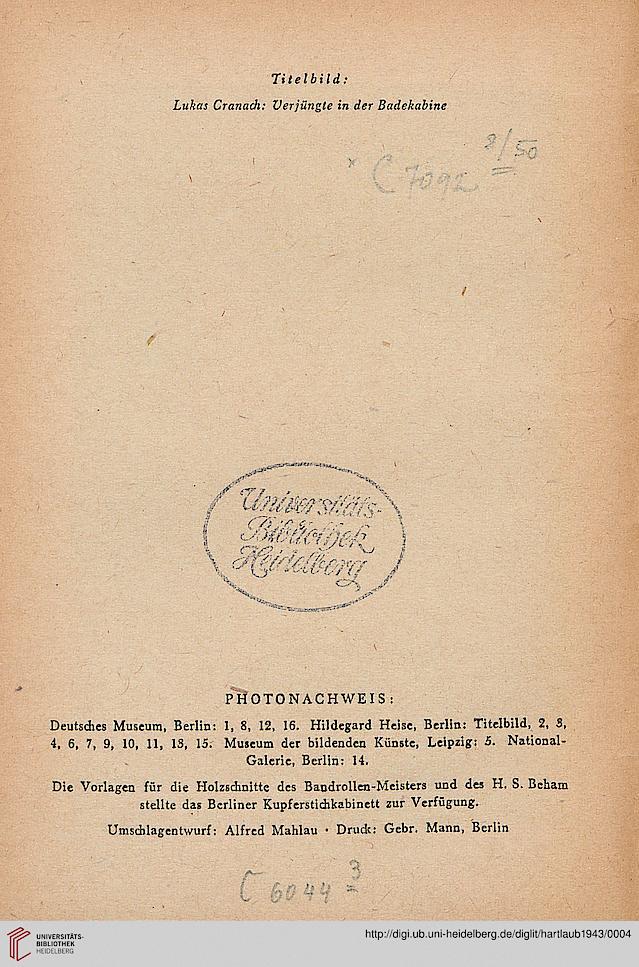 Titelbild:
Lukas Cranach: Verjüngte in der Badekabine
8/50
× C 7092
Universitäts-
Bibliothek
Heidelberg
PHOTONACHWEIS:
Deutsches Museum, Berlin: 1, 8, 12, 16. Hildegard Heise, Berlin: Titelbild, 2, 3,
4, 6, 7, 9, 10, 11, 13, 15. Museum der bildenden Künste, Leipzig: 5. National-
Galerie, Berlin: 14.
Die Vorlagen für die Holzschnitte des Bandrollen-Meisters und des H. S. Beham
stellte das Berliner Kupferstichkabinett zur Verfügung.
Umschlagentwurf: Alfred Mahlau · Druck: Gebr. Mann, Berlin
C 6044 3
UNIVERSITÄTS-
BIBLIOTHEK
HEIDELBERG
http://digi.ub.uni-heidelberg.de/diglit/hartlaub1943/0004